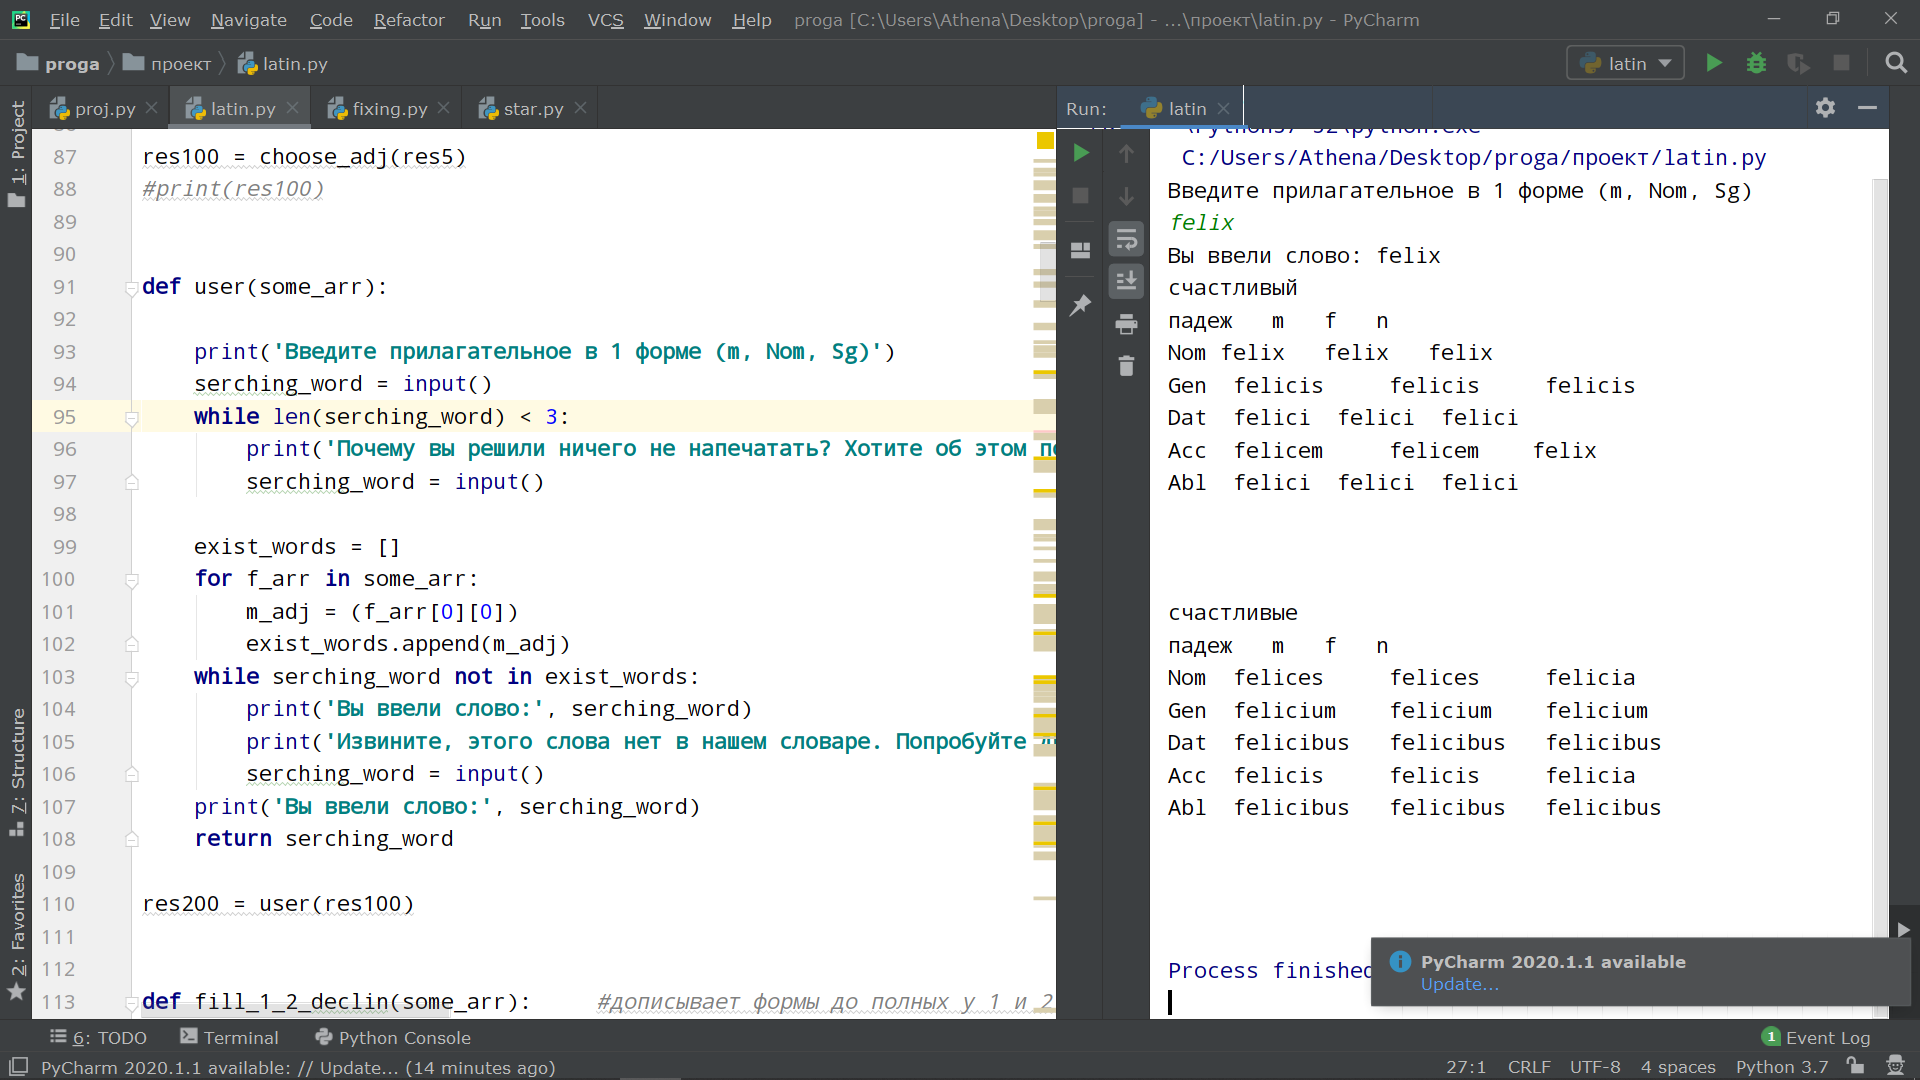 File Edit View Navigate Code Refactor Run Tools VCS Window Help proga [C:\Users\Athena\Desktop\proga] - ...\проект\latin.py - PyCharm
proga проект latin.py latin
proj.py latin.py fixing.py star.py Run: latin
1: Project
7: Structure
2: Favorites
87 res100 = choose_adj(res5)
88 #print(res100)
89
90
91 def user(some_arr):
92
93 print('Введите прилагательное в 1 форме (m, Nom, Sg)')
94 serching_word = input()
95 while len(serching_word) < 3:
96 print('Почему вы решили ничего не напечатать? Хотите об этом
97 serching_word = input()
98
99 exist_words = []
100 for f_arr in some_arr:
101 m_adj = (f_arr[0][0])
102 exist_words.append(m_adj)
103 while serching_word not in exist_words:
104 print('Вы ввели слово:', serching_word)
105 print('Извините, этого слова нет в нашем словаре. Попробуйте
106 serching_word = input()
107 print('Вы ввели слово:', serching_word)
108 return serching_word
109
110 res200 = user(res100)
111
112
113 def fill_1_2_declin(some_arr): #дописывает формы до полных у 1 и 2
\Python37-32\python.exe
C:/Users/Athena/Desktop/proga/проект/latin.py
Введите прилагательное в 1 форме (m, Nom, Sg)
felix
Вы ввели слово: felix
счастливый
падеж m f n
Nom felix felix felix
Gen felicis felicis felicis
Dat felici felici felici
Acc felicem felicem felix
Abl felici felici felici
счастливые
падеж m f n
Nom felices felices felicia
Gen felicium felicium felicium
Dat felicibus felicibus felicibus
Acc felicis felicis felicia
Abl felicibus felicibus felicibus
Process finished
PyCharm 2020.1.1 available
Update...
6: TODO Terminal Python Console 1 Event Log
PyCharm 2020.1.1 available: // Update... (14 minutes ago) 27:1 CRLF UTF-8 4 spaces Python 3.7